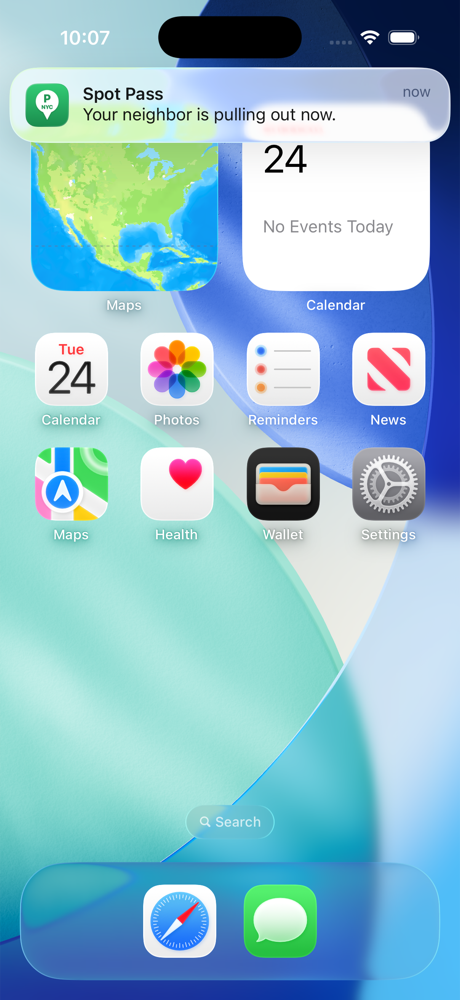 10:07
P
NYC
Spot Pass
now
Your neighbor is pulling out now.
24
No Events Today
Maps
Calendar
Tue
24
Calendar
Photos
Reminders
News
Maps
Health
Wallet
Settings
Search